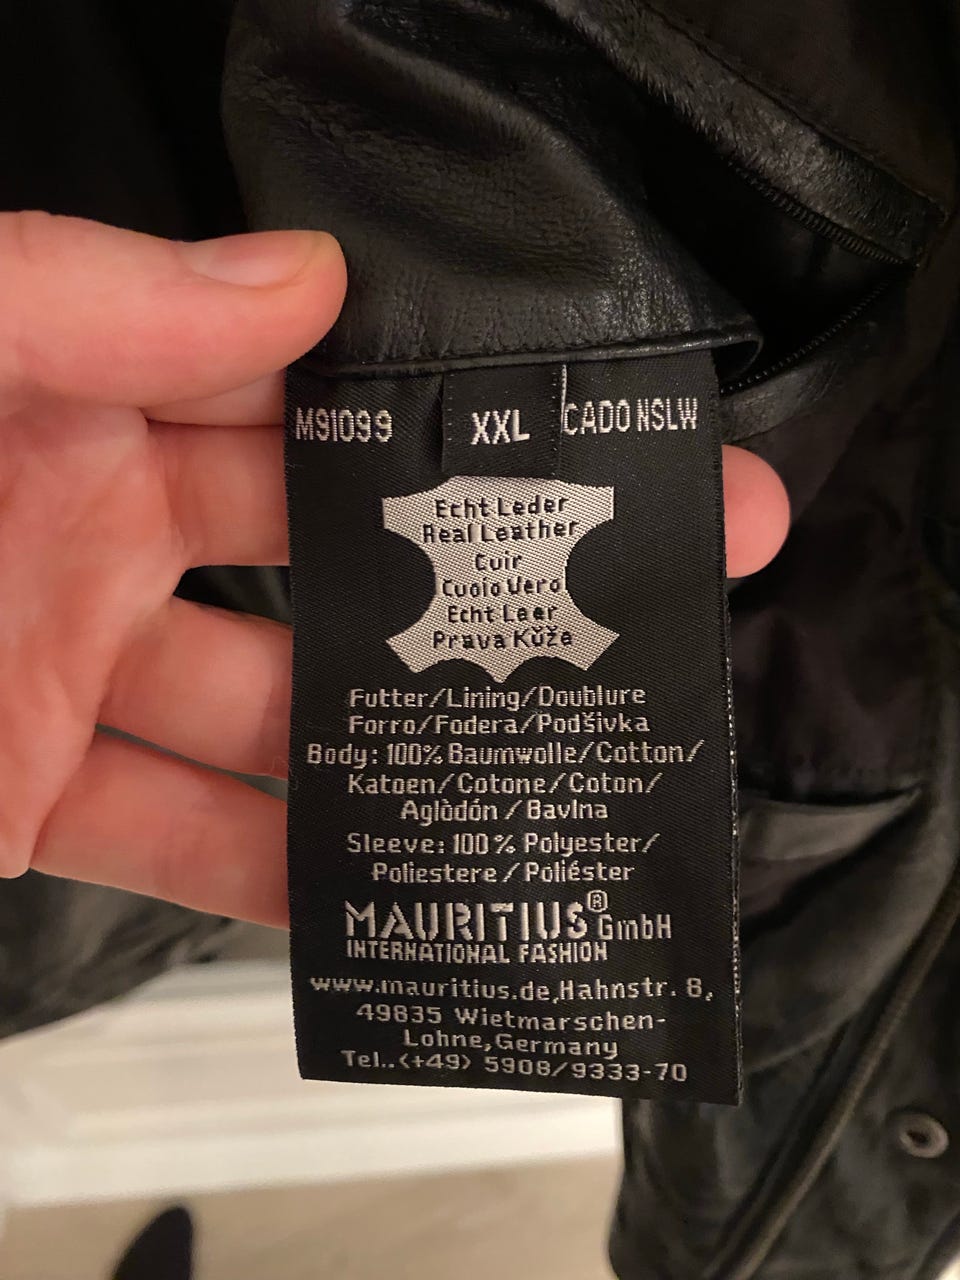 M91099 XXL CADO NSLW
Echt Leder
Real Leather
Cuir
Cuoio Vero
Echt Leer
Prava Kůže
Futter/Lining/Doublure
Forro/Fodera/Podšivka
Body: 100% Baumwolle/Cotton/
Katoen/Cotone/Coton/
Aglòdón / Bavlna
Sleeve: 100% Polyester/
Poliestere / Poliéster
MAURITIUS® GmbH
INTERNATIONAL FASHION
www.mauritius.de,Hahnstr. 8,
49835 Wietmarschen-
Lohne,Germany
Tel..(+49) 5908/9333-70